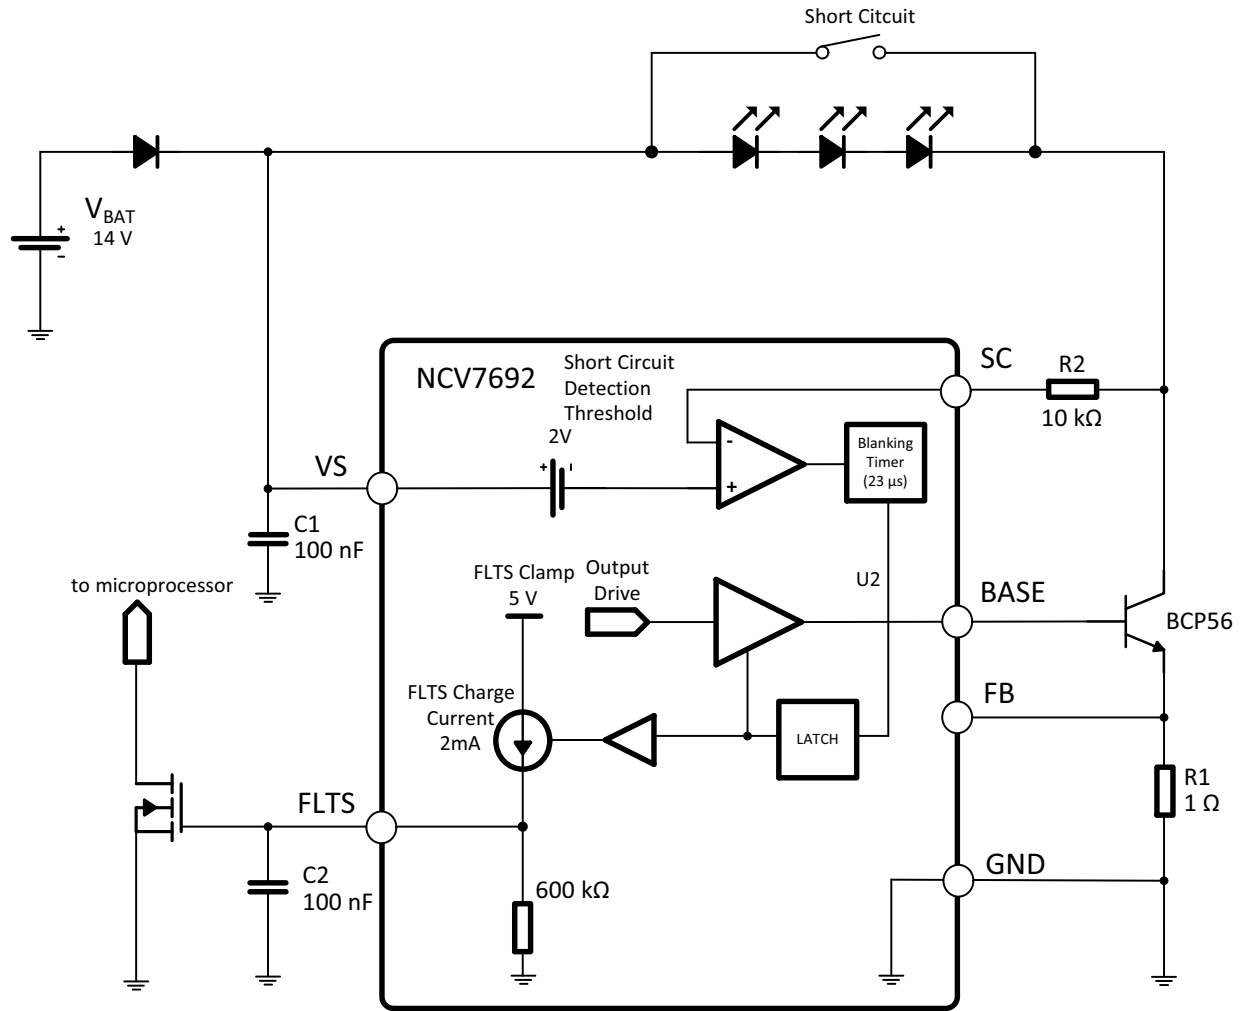 Short Citcuit
V_BAT
14 V
+
-
NCV7692
Short Circuit
Detection
Threshold
2V
+
-
SC
R2
10 kΩ
-
+
Blanking
Timer
(23 µs)
VS
C1
100 nF
to microprocessor
FLTS Clamp
5 V
Output
Drive
U2
BASE
BCP56
FLTS Charge
Current
2mA
LATCH
FB
R1
1 Ω
FLTS
C2
100 nF
600 kΩ
GND